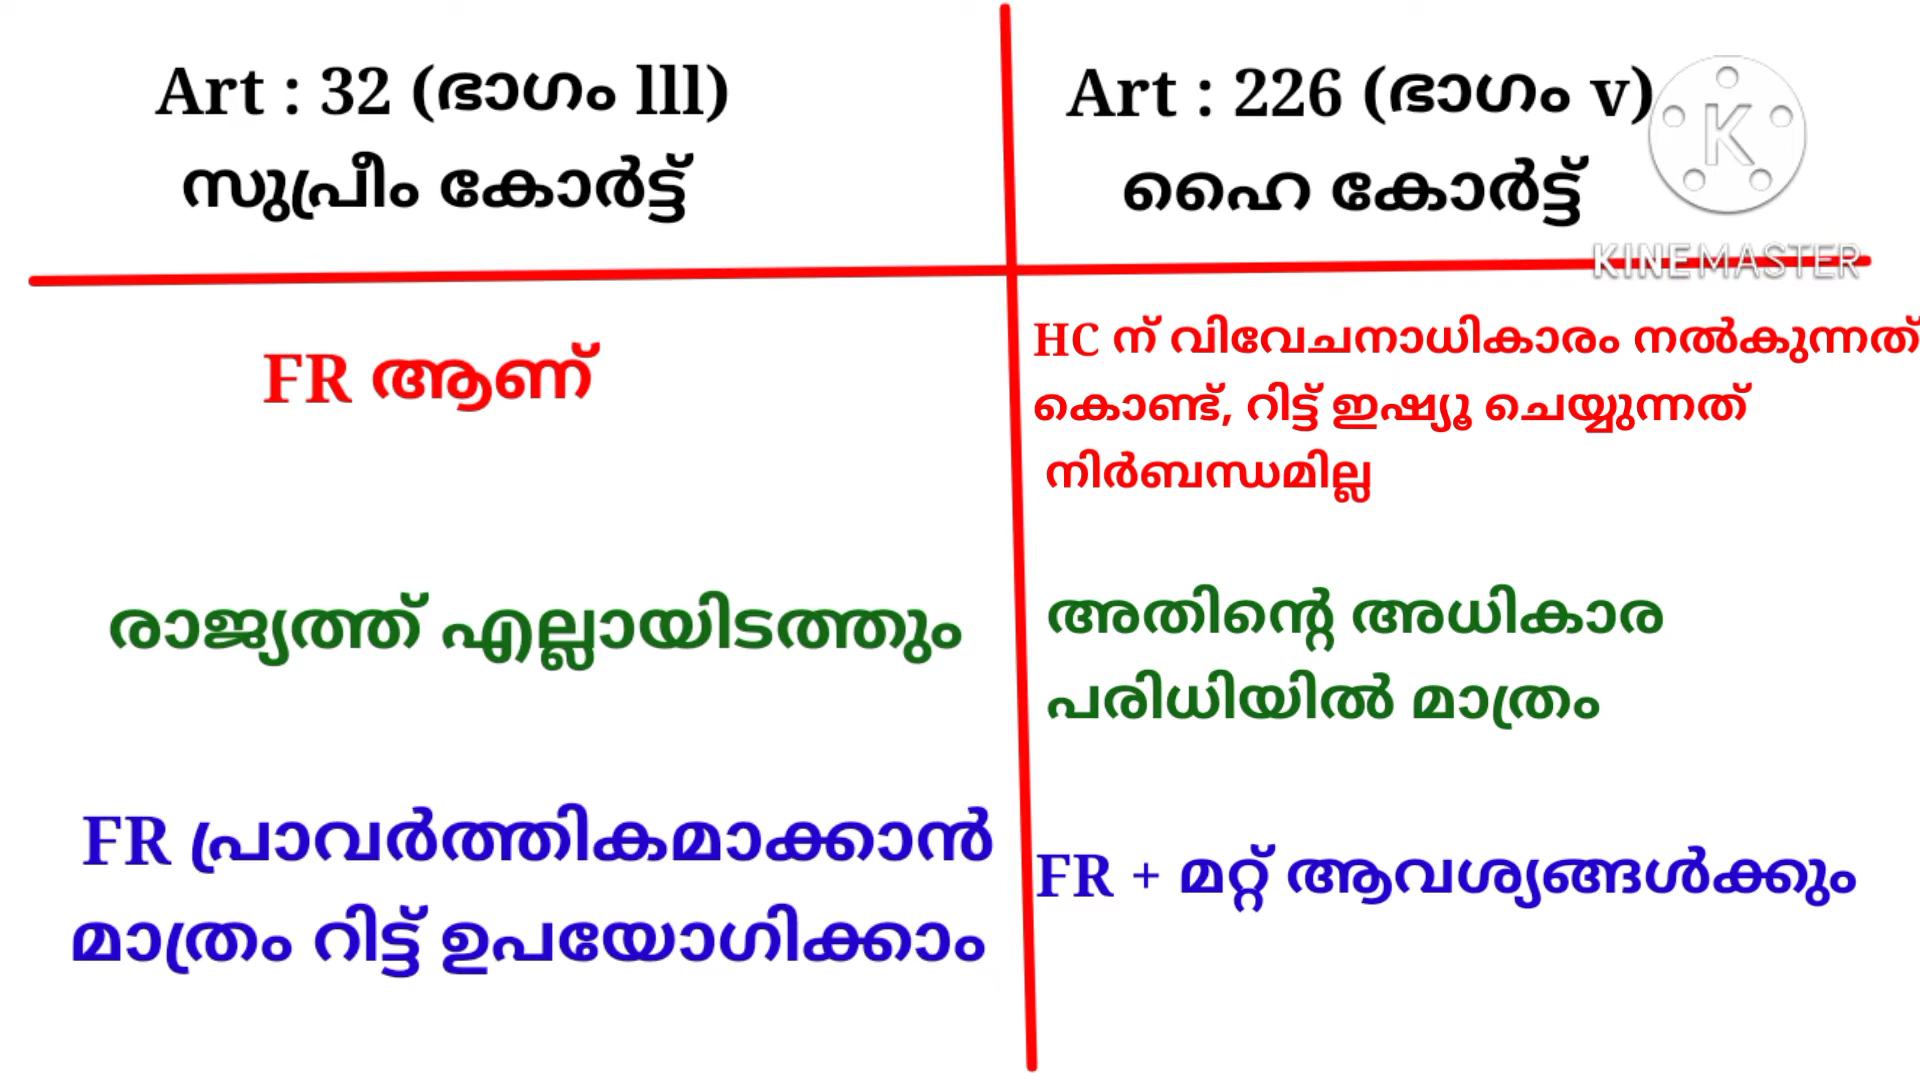 Art : 32 (ഭാഗം lll)
സുപ്രീം കോർട്ട്
Art : 226 (ഭാഗം v)
ഹൈ കോർട്ട്
K
KINEMASTER
FR ആണ്
HC ന് വിവേചനാധികാരം നൽകുന്നത്
കൊണ്ട്, റിട്ട് ഇഷ്യൂ ചെയ്യുന്നത്
നിർബന്ധമില്ല
രാജ്യത്ത് എല്ലായിടത്തും
അതിന്റെ അധികാര
പരിധിയിൽ മാത്രം
FR പ്രാവർത്തികമാക്കാൻ
മാത്രം റിട്ട് ഉപയോഗിക്കാം
FR + മറ്റ് ആവശ്യങ്ങൾക്കും